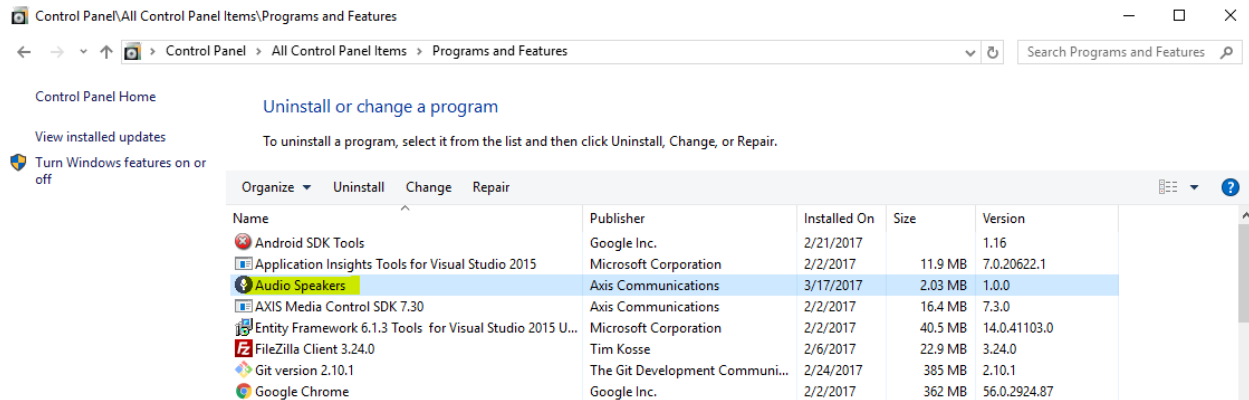 Control Panel\All Control Panel Items\Programs and Features
Control Panel > All Control Panel Items > Programs and Features
Search Programs and Features
Control Panel Home
View installed updates
Turn Windows features on or
off
Uninstall or change a program
To uninstall a program, select it from the list and then click Uninstall, Change, or Repair.
Organize Uninstall Change Repair
Name Publisher Installed On Size Version
Android SDK Tools Google Inc. 2/21/2017 1.16
Application Insights Tools for Visual Studio 2015 Microsoft Corporation 2/2/2017 11.9 MB 7.0.20622.1
Audio Speakers Axis Communications 3/17/2017 2.03 MB 1.0.0
AXIS Media Control SDK 7.30 Axis Communications 2/2/2017 16.4 MB 7.3.0
Entity Framework 6.1.3 Tools for Visual Studio 2015 U... Microsoft Corporation 2/2/2017 40.5 MB 14.0.41103.0
FileZilla Client 3.24.0 Tim Kosse 2/6/2017 22.9 MB 3.24.0
Git version 2.10.1 The Git Development Communi... 2/24/2017 385 MB 2.10.1
Google Chrome Google Inc. 2/2/2017 362 MB 56.0.2924.87